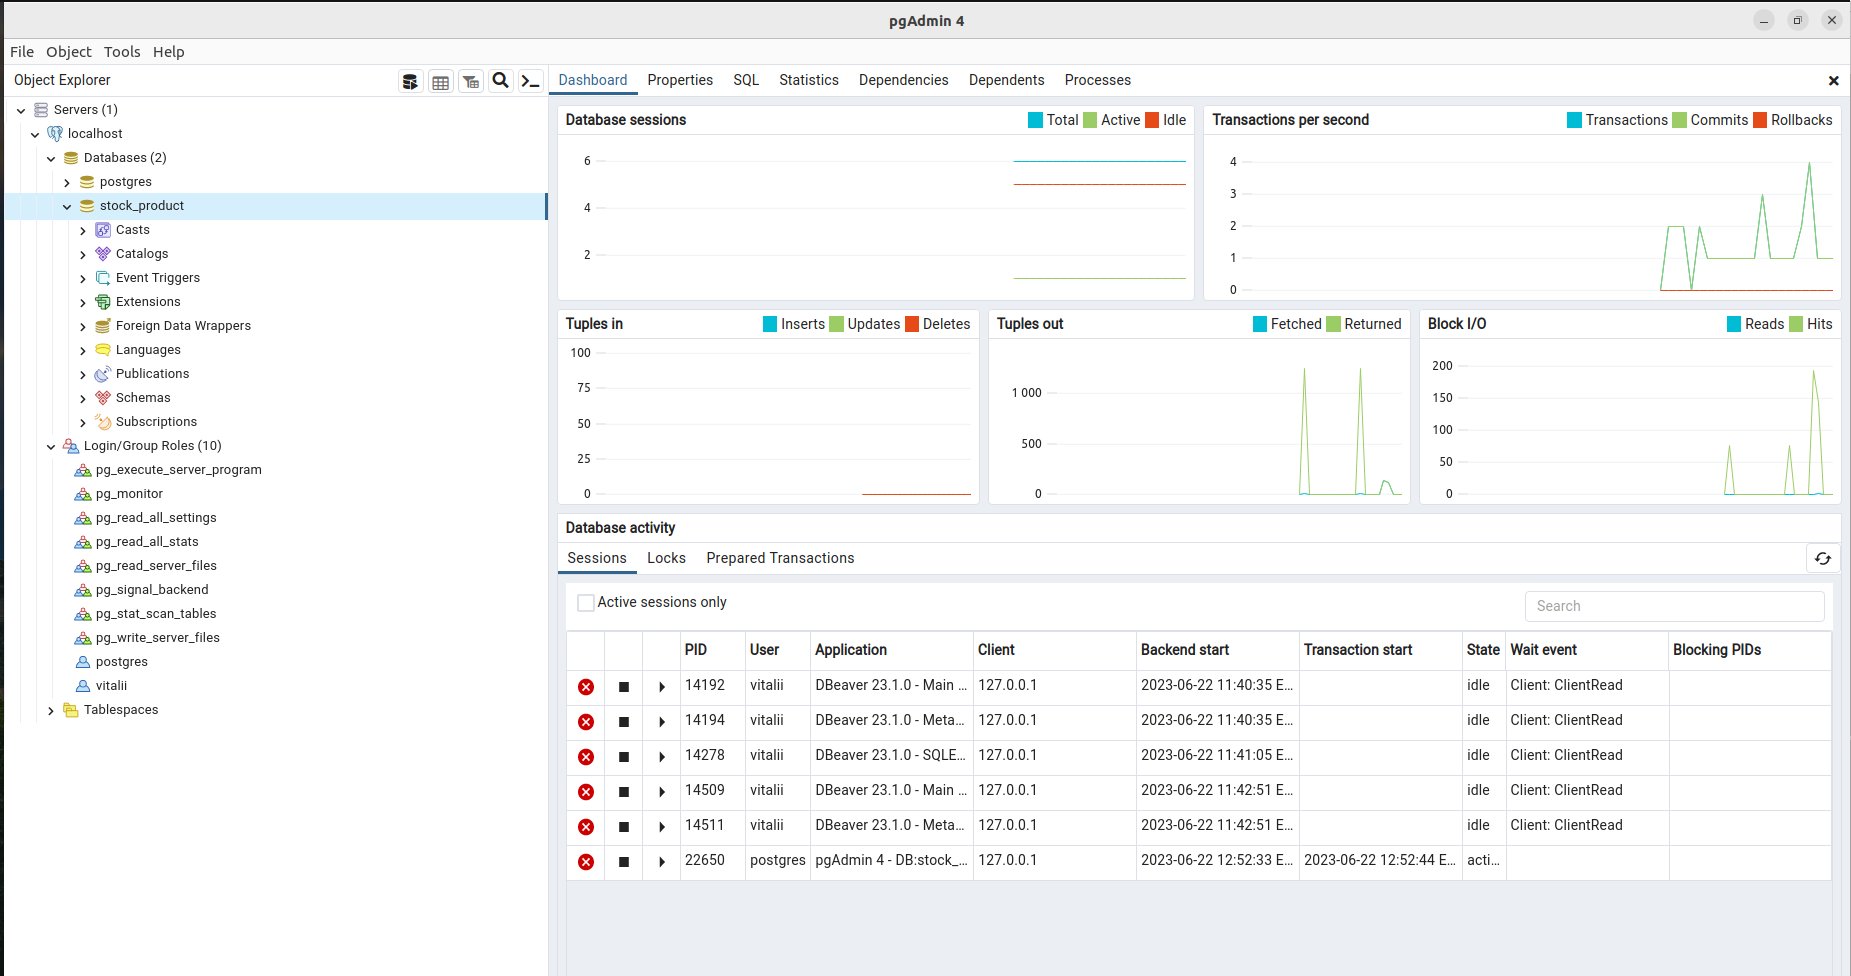 pgAdmin 4
File Object Tools Help
Object Explorer
Servers (1)
localhost
Databases (2)
postgres
stock_product
Casts
Catalogs
Event Triggers
Extensions
Foreign Data Wrappers
Languages
Publications
Schemas
Subscriptions
Login/Group Roles (10)
pg_execute_server_program
pg_monitor
pg_read_all_settings
pg_read_all_stats
pg_read_server_files
pg_signal_backend
pg_stat_scan_tables
pg_write_server_files
postgres
vitalii
Tablespaces
Dashboard Properties SQL Statistics Dependencies Dependents Processes
Database sessions Total Active Idle
6
4
2
Transactions per second Transactions Commits Rollbacks
4
3
2
1
0
Tuples in Inserts Updates Deletes
100
75
50
25
0
Tuples out Fetched Returned
1 000
500
0
Block I/O Reads Hits
200
150
100
50
0
Database activity
Sessions Locks Prepared Transactions
Active sessions only Search
PID User Application Client Backend start Transaction start State Wait event Blocking PIDs
14192 vitalii DBeaver 23.1.0 - Main ... 127.0.0.1 2023-06-22 11:40:35 E... idle Client: ClientRead
14194 vitalii DBeaver 23.1.0 - Meta... 127.0.0.1 2023-06-22 11:40:35 E... idle Client: ClientRead
14278 vitalii DBeaver 23.1.0 - SQLE... 127.0.0.1 2023-06-22 11:41:05 E... idle Client: ClientRead
14509 vitalii DBeaver 23.1.0 - Main ... 127.0.0.1 2023-06-22 11:42:51 E... idle Client: ClientRead
14511 vitalii DBeaver 23.1.0 - Meta... 127.0.0.1 2023-06-22 11:42:51 E... idle Client: ClientRead
22650 postgres pgAdmin 4 - DB:stock_... 127.0.0.1 2023-06-22 12:52:33 E... 2023-06-22 12:52:44 E... acti...